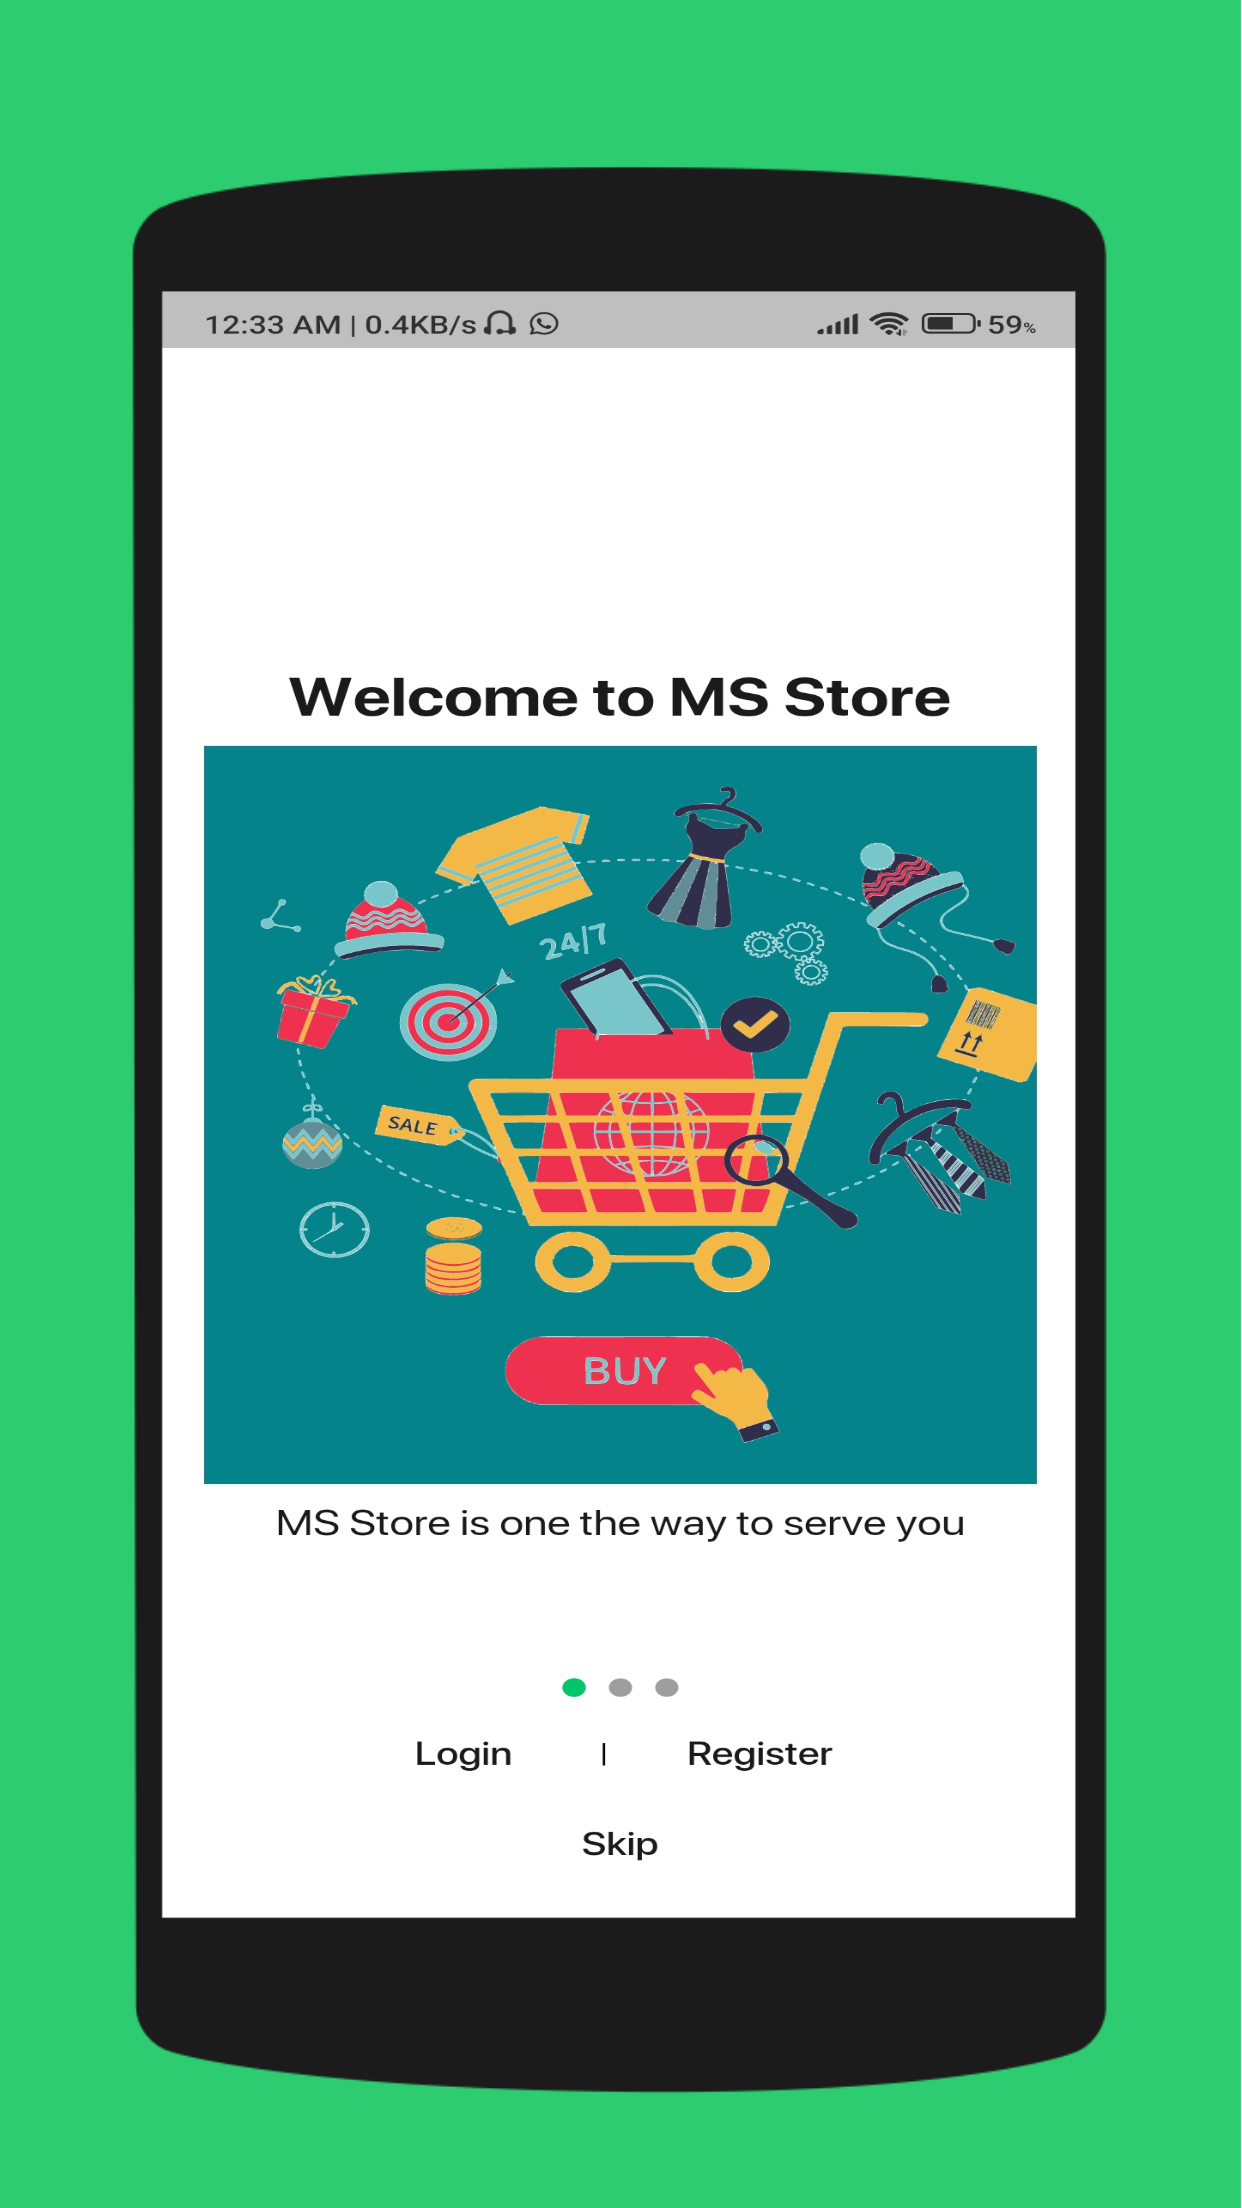 12:33 AM | 0.4KB/s 59%
Welcome to MS Store
24/7
SALE
BUY
MS Store is one the way to serve you
Login | Register
Skip